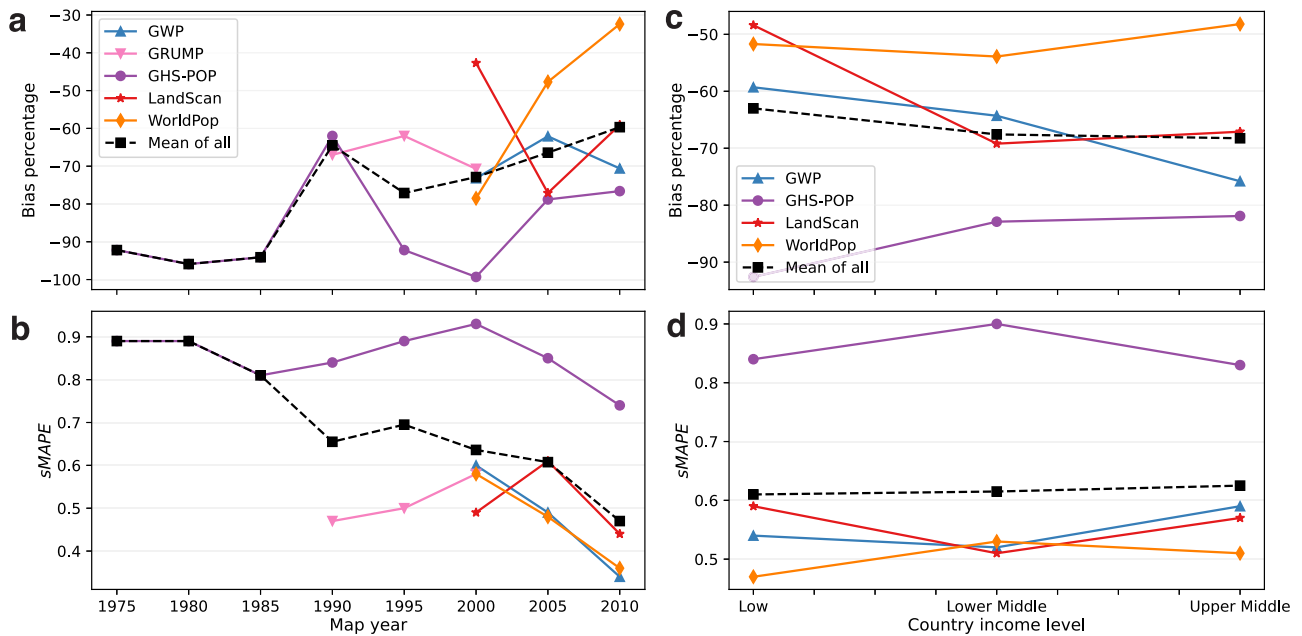 a
−30
−40
−50
−60
−70
−80
−90
−100
Bias percentage
GWP
GRUMP
GHS-POP
LandScan
WorldPop
Mean of all
c
−50
−60
−70
−80
−90
Bias percentage
GWP
GHS-POP
LandScan
WorldPop
Mean of all
b
0.9
0.8
0.7
0.6
0.5
0.4
sMAPE
1975 1980 1985 1990 1995 2000 2005 2010
Map year
d
0.9
0.8
0.7
0.6
0.5
sMAPE
Low Lower Middle Upper Middle
Country income level